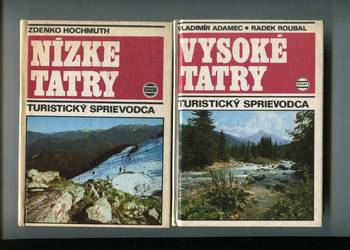 ZDENKO HOCHMUTH
NÍZKE
TATRY
TURISTICKÝ SPRIEVODCA
VLADIMÍR ADAMEC • RADEK ROUBAL
VYSOKÉ
TATRY
TURISTICKÝ SPRIEVODCA